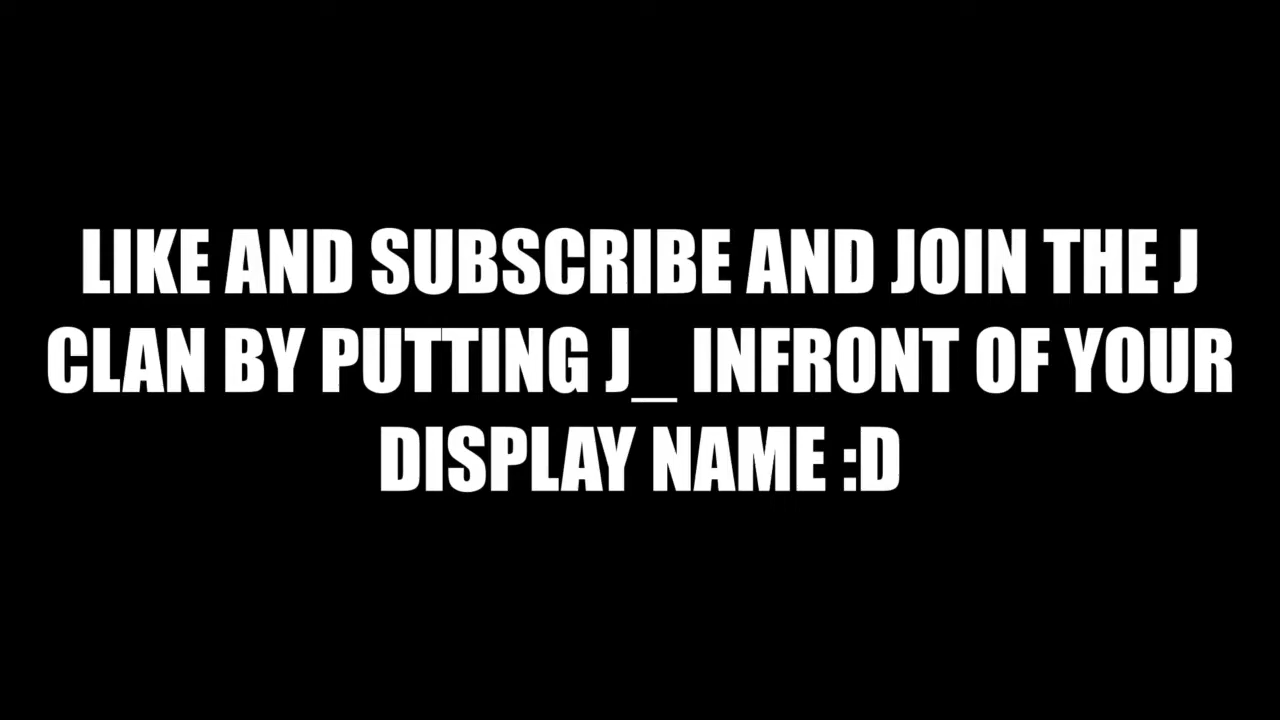 LIKE AND SUBSCRIBE AND JOIN THE J
CLAN BY PUTTING J_ INFRONT OF YOUR
DISPLAY NAME :D